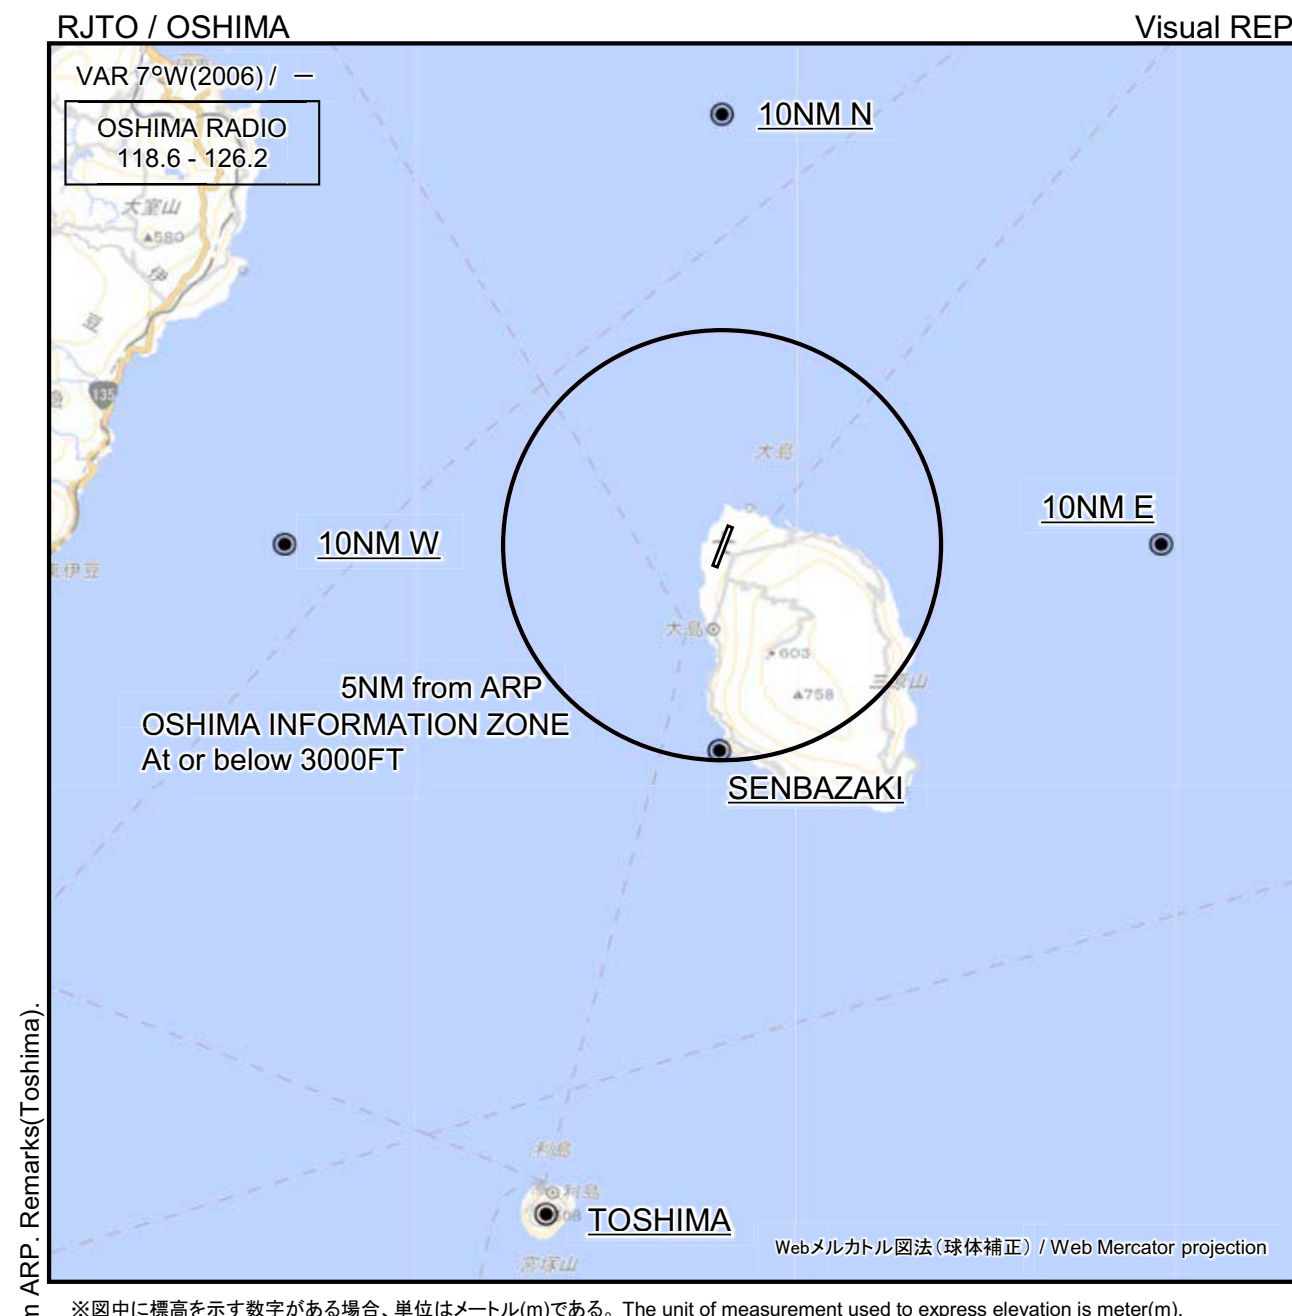 RJTO / OSHIMA
Visual REP
VAR 7°W(2006) / －
OSHIMA RADIO
118.6 - 126.2
10NM N
大室山
▲580
伊
豆
135
大島
10NM E
10NM W
東伊豆
大島
603
三原山
▲758
5NM from ARP
OSHIMA INFORMATION ZONE
At or below 3000FT
SENBAZAKI
利島
利島
TOSHIMA
宮塚山
Webメルカトル図法（球体補正） / Web Mercator projection
ARP. Remarks(Toshima).
※図中に標高を示す数字がある場合、単位はメートル(m)である。 The unit of measurement used to express elevation is meter(m).